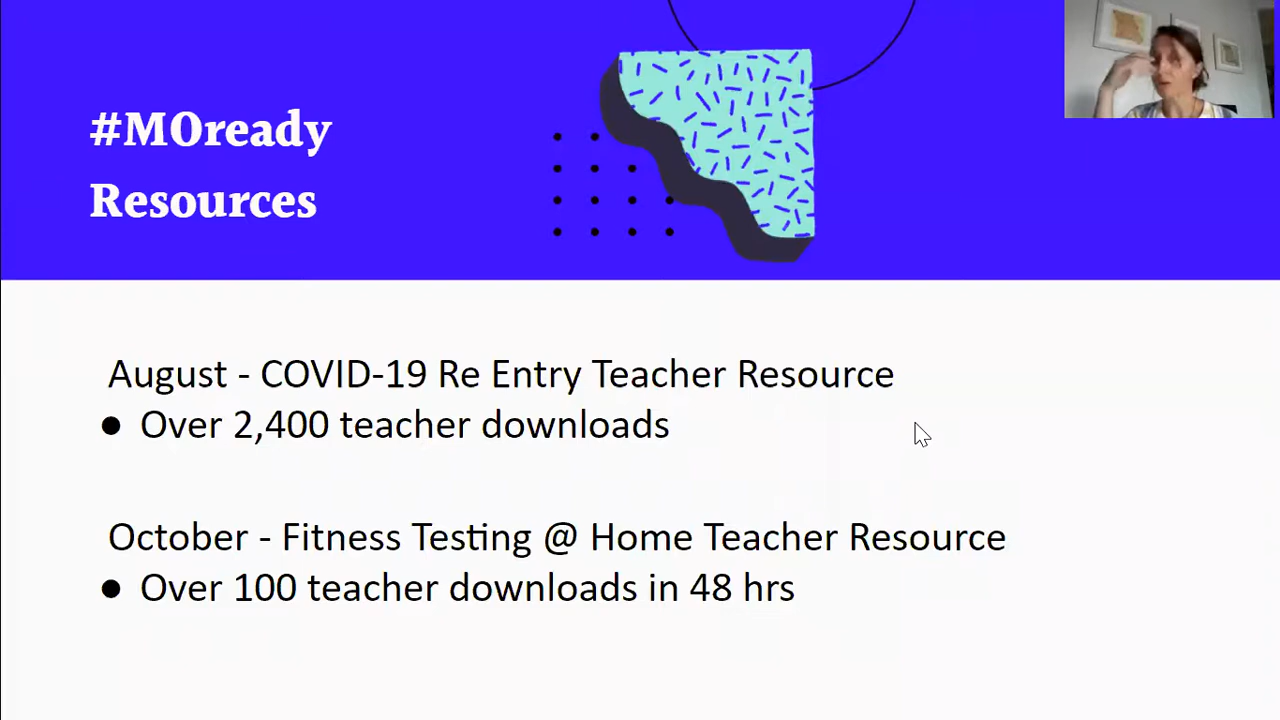 #MOready
Resources
August - COVID-19 Re Entry Teacher Resource
● Over 2,400 teacher downloads
October - Fitness Testing @ Home Teacher Resource
● Over 100 teacher downloads in 48 hrs